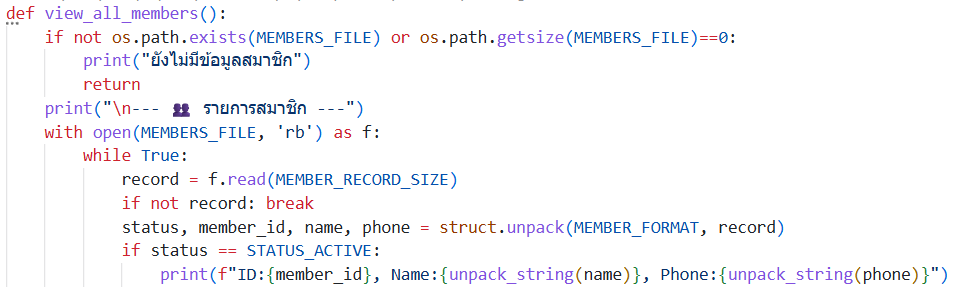 def view_all_members():
    if not os.path.exists(MEMBERS_FILE) or os.path.getsize(MEMBERS_FILE)==0:
        print("ยังไม่มีข้อมูลสมาชิก")
        return
    print("\n--- 👥 รายการสมาชิก ---")
    with open(MEMBERS_FILE, 'rb') as f:
        while True:
            record = f.read(MEMBER_RECORD_SIZE)
            if not record: break
            status, member_id, name, phone = struct.unpack(MEMBER_FORMAT, record)
            if status == STATUS_ACTIVE:
                print(f"ID:{member_id}, Name:{unpack_string(name)}, Phone:{unpack_string(phone)}")